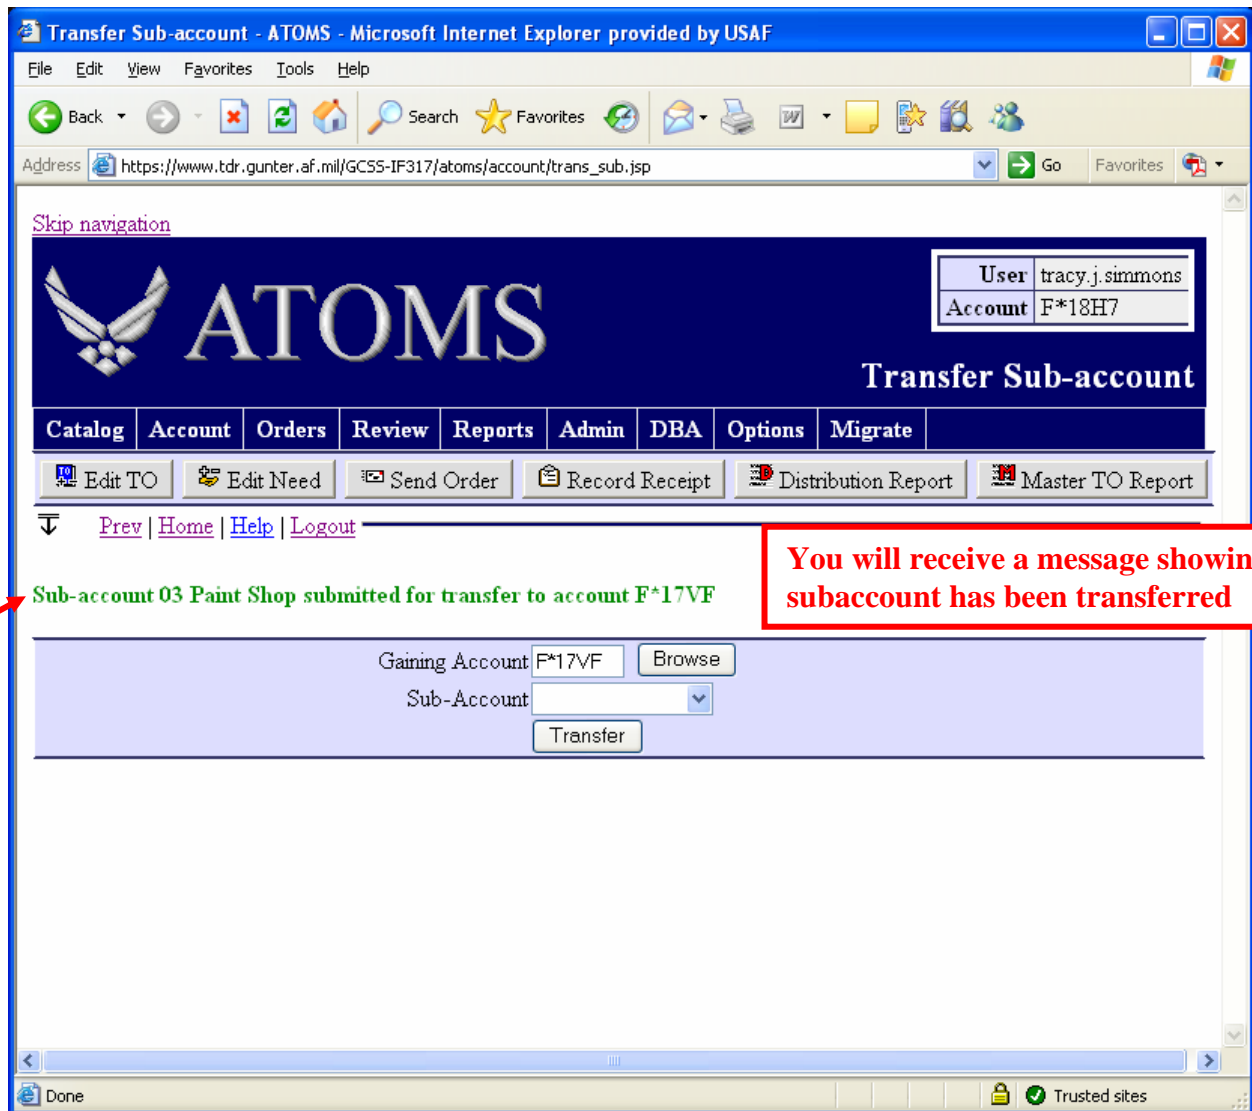 Transfer Sub-account - ATOMS - Microsoft Internet Explorer provided by USAF
File Edit View Favorites Tools Help
Back Search Favorites
Address https://www.tdr.gunter.af.mil/GCSS-IF317/atoms/account/trans_sub.jsp Go Favorites
Skip navigation
ATOMS
User tracy.j.simmons
Account F*18H7
Transfer Sub-account
Catalog Account Orders Review Reports Admin DBA Options Migrate
Edit TO Edit Need Send Order Record Receipt Distribution Report Master TO Report
Prev | Home | Help | Logout
You will receive a message showin
subaccount has been transferred
Sub-account 03 Paint Shop submitted for transfer to account F*17VF
Gaining Account F*17VF Browse
Sub-Account
Transfer
Done Trusted sites